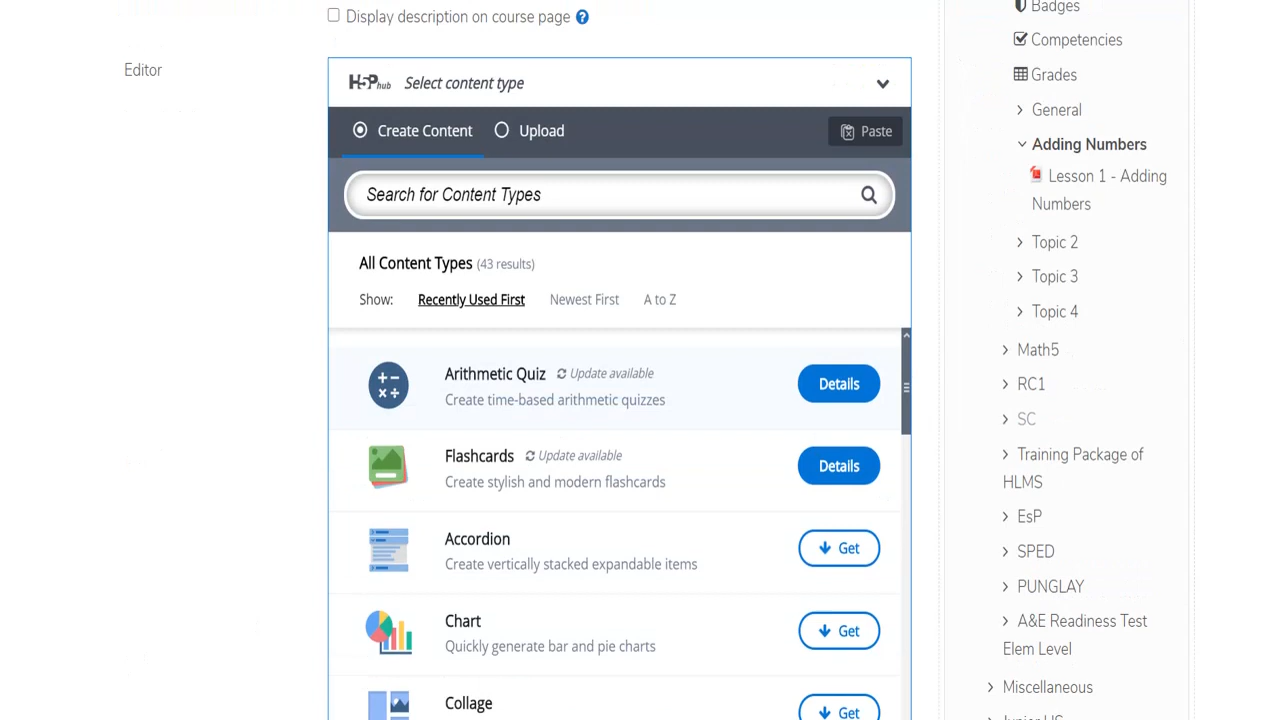 Display description on course page
Editor
H5P hub Select content type
Create Content Upload Paste
Search for Content Types
All Content Types (43 results)
Show: Recently Used First Newest First A to Z
Arithmetic Quiz Update available
Create time-based arithmetic quizzes
Details
Flashcards Update available
Create stylish and modern flashcards
Details
Accordion
Create vertically stacked expandable items
Get
Chart
Quickly generate bar and pie charts
Get
Collage
Get
Badges
Competencies
Grades
General
Adding Numbers
Lesson 1 - Adding
Numbers
Topic 2
Topic 3
Topic 4
Math5
RC1
SC
Training Package of
HLMS
EsP
SPED
PUNGLAY
A&E Readiness Test
Elem Level
Miscellaneous